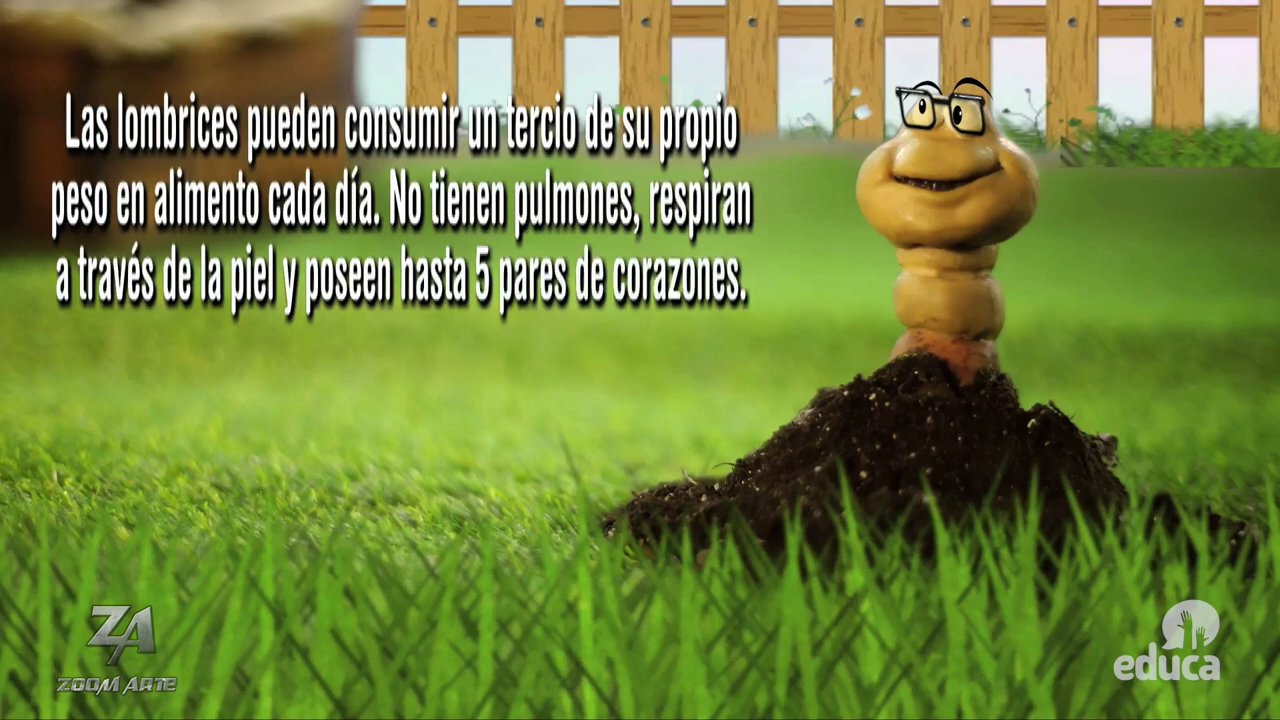 Las lombrices pueden consumir un tercio de su propio
peso en alimento cada día. No tienen pulmones, respiran
a través de la piel y poseen hasta 5 pares de corazones.
ZA
ZOOM ARTE
educa